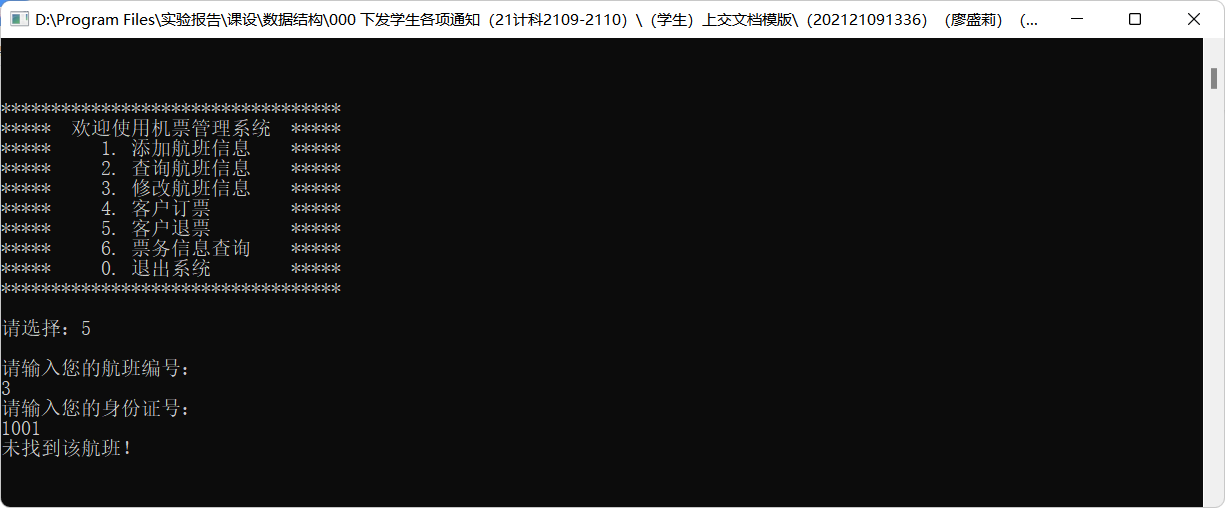 D:\Program Files\实验报告\课设\数据结构\000 下发学生各项通知（21计科2109-2110）\（学生）上交文档模版\（202121091336）（廖盛莉）（...
**********************************
***** 欢迎使用机票管理系统 *****
***** 1. 添加航班信息 *****
***** 2. 查询航班信息 *****
***** 3. 修改航班信息 *****
***** 4. 客户订票 *****
***** 5. 客户退票 *****
***** 6. 票务信息查询 *****
***** 0. 退出系统 *****
**********************************
请选择：5
请输入您的航班编号：
3
请输入您的身份证号：
1001
未找到该航班！